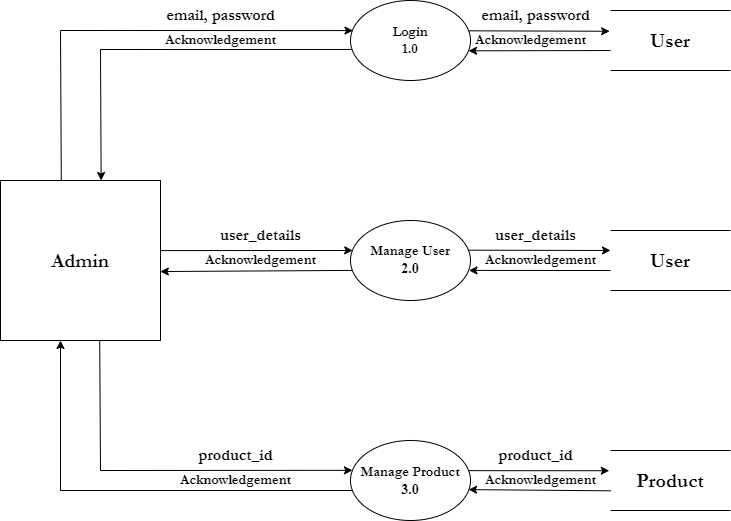 email, password
Acknowledgement
Login
1.0
email, password
Acknowledgement
User
Admin
user_details
Acknowledgement
Manage User
2.0
user_details
Acknowledgement
User
product_id
Acknowledgement
Manage Product
3.0
product_id
Acknowledgement
Product